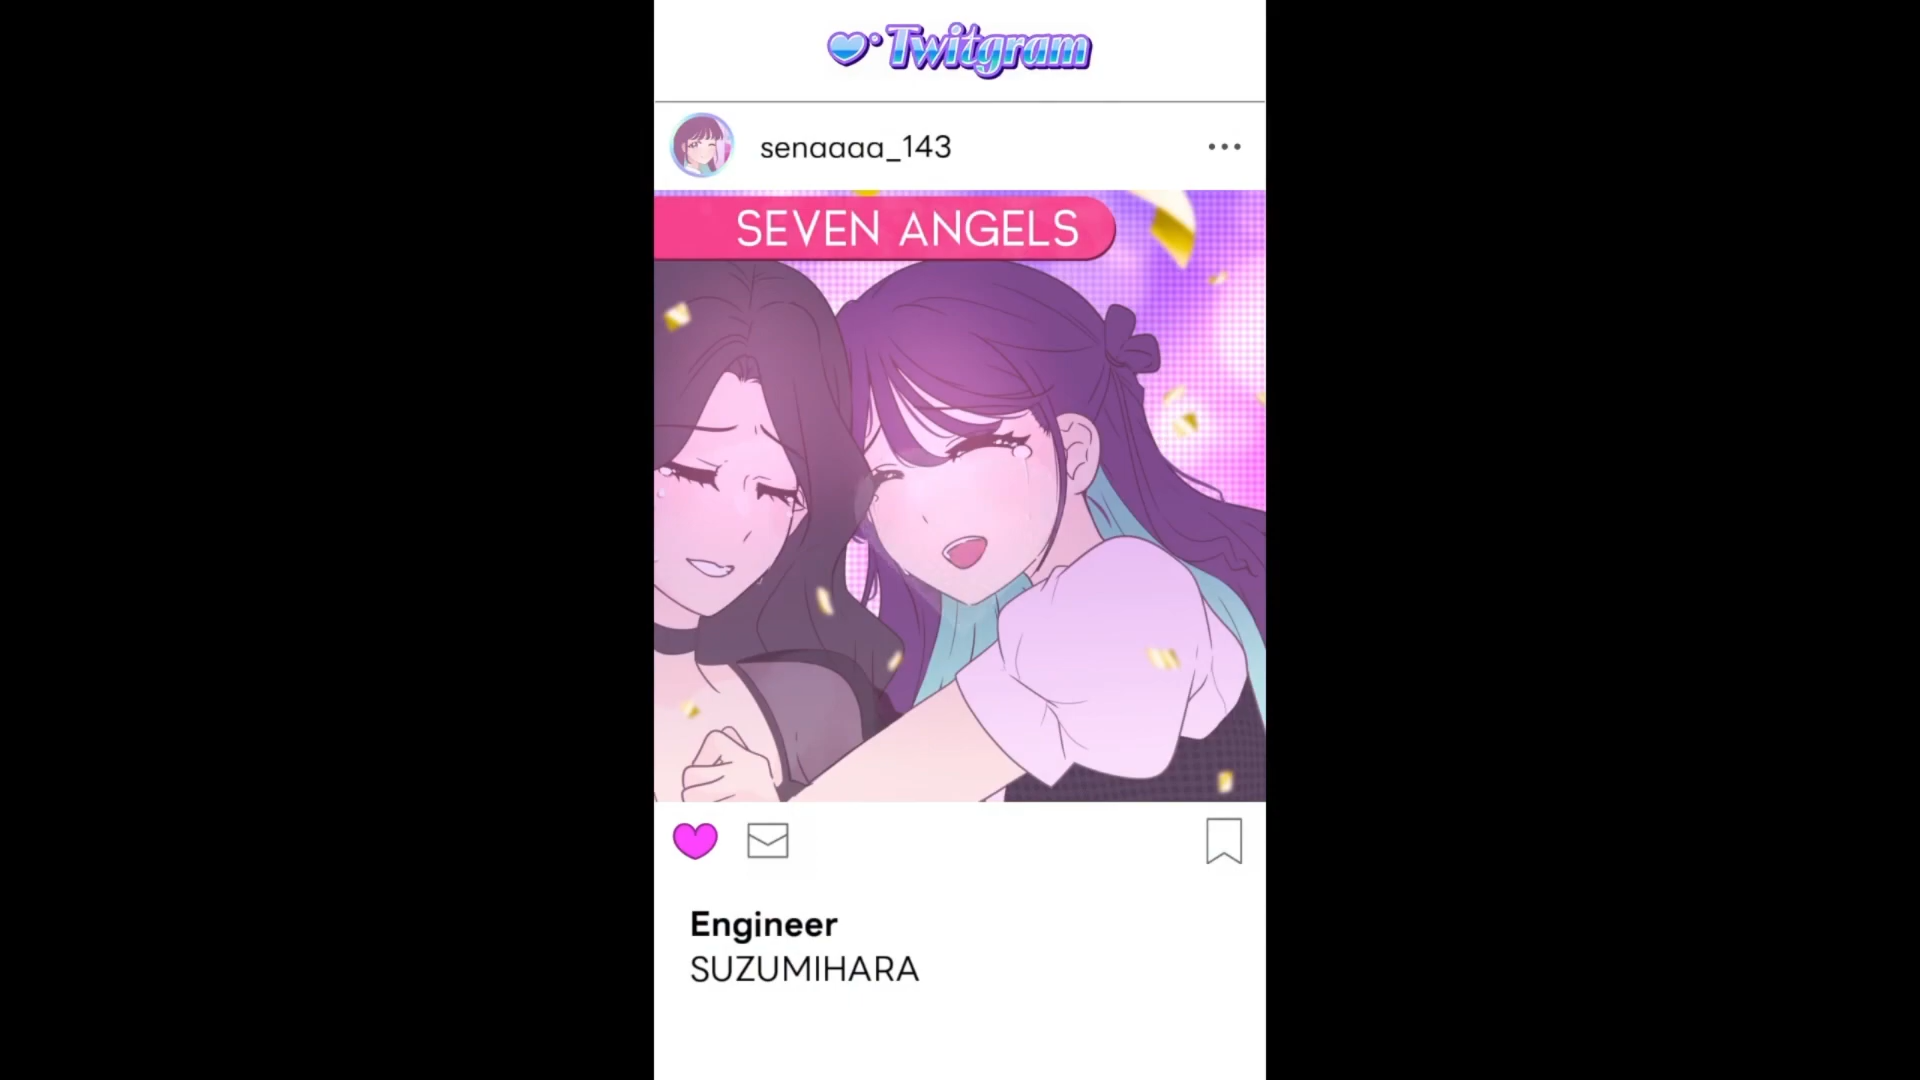 Twitgram
senaaaa_143
SEVEN ANGELS
Engineer
SUZUMIHARA